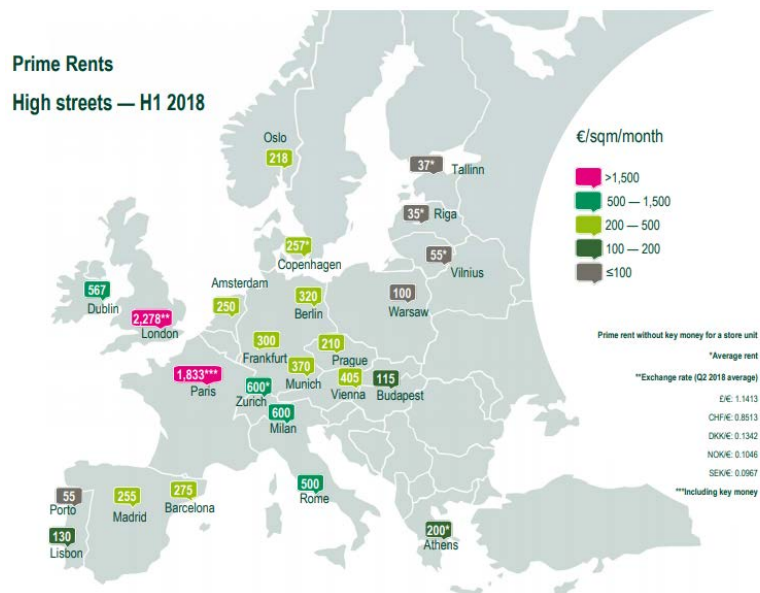 Prime Rents
High streets — H1 2018
€/sqm/month
>1,500
500 — 1,500
200 — 500
100 — 200
≤100
Oslo
218
37*
Tallinn
35*
Riga
55*
Vilnius
257*
Copenhagen
567
Dublin
2,278**
London
Amsterdam
250
320
Berlin
100
Warsaw
300
Frankfurt
210
Prague
1,833***
Paris
370
Munich
405
Vienna
115
Budapest
600*
Zurich
600
Milan
500
Rome
55
Porto
255
Madrid
275
Barcelona
130
Lisbon
200*
Athens
Prime rent without key money for a store unit
*Average rent
**Exchange rate (Q2 2018 average)
£/€: 1.1413
CHF/€: 0.8513
DKK/€: 0.1342
NOK/€: 0.1046
SEK/€: 0.0967
***Including key money